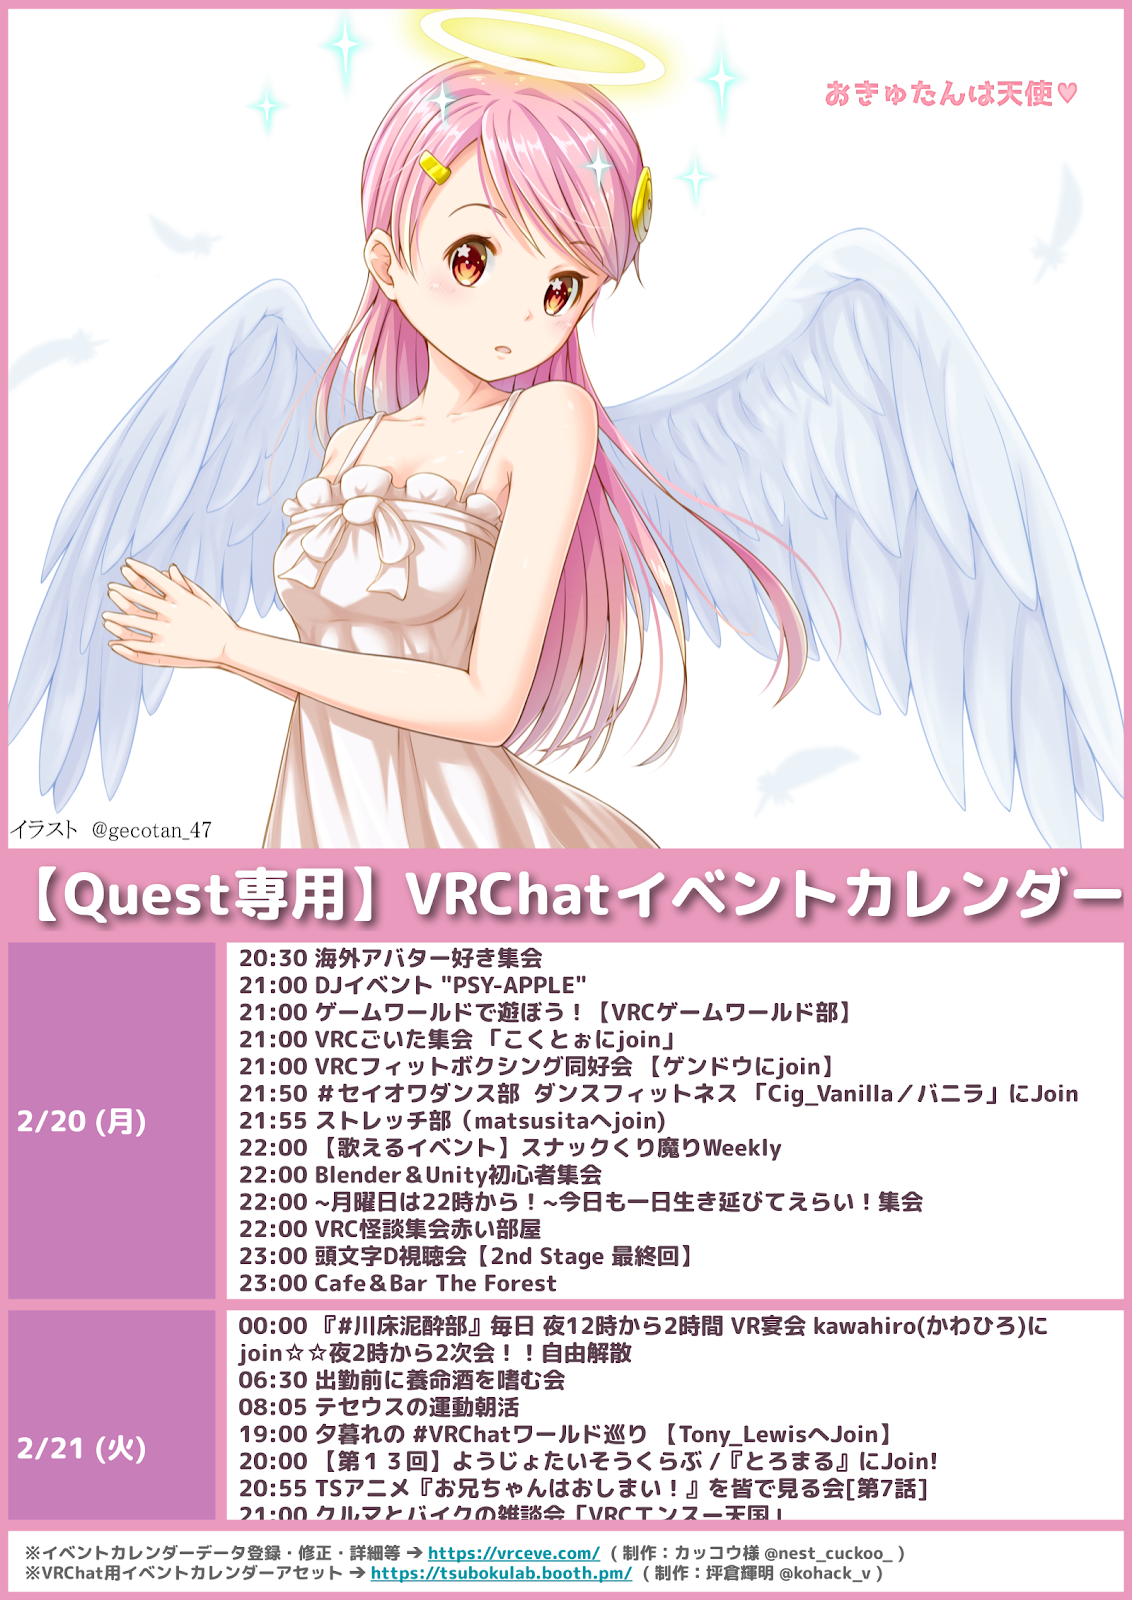 おきゅたんは天使♥
イラスト @gecotan_47
【Quest専用】VRChatイベントカレンダー
2/20 (月)
20:30 海外アバター好き集会
21:00 DJイベント "PSY-APPLE"
21:00 ゲームワールドで遊ぼう！【VRCゲームワールド部】
21:00 VRCごいた集会 「こくとぉにjoin」
21:00 VRCフィットボクシング同好会 【ゲンドウにjoin】
21:50 ＃セイオワダンス部 ダンスフィットネス 「Cig_Vanilla／バニラ」にJoin
21:55 ストレッチ部（matsusitaへjoin)
22:00 【歌えるイベント】スナックくり魔りWeekly
22:00 Blender＆Unity初心者集会
22:00 ~月曜日は22時から！~今日も一日生き延びてえらい！集会
22:00 VRC怪談集会赤い部屋
23:00 頭文字D視聴会【2nd Stage 最終回】
23:00 Cafe＆Bar The Forest
2/21 (火)
00:00 『#川床泥酔部』毎日 夜12時から2時間 VR宴会 kawahiro(かわひろ)に
join☆☆夜2時から2次会！！自由解散
06:30 出勤前に養命酒を嗜む会
08:05 テセウスの運動朝活
19:00 夕暮れの #VRChatワールド巡り 【Tony_LewisへJoin】
20:00 【第１３回】ようじょたいそうくらぶ /『とろまる』にJoin!
20:55 TSアニメ『お兄ちゃんはおしまい！』を皆で見る会[第7話]
21:00 クルマとバイクの雑談会「VRCエンスー天国」
※イベントカレンダーデータ登録・修正・詳細等 ➔ https://vrceve.com/ ( 制作：カッコウ様 @nest_cuckoo_ )
※VRChat用イベントカレンダーアセット ➔ https://tsubokulab.booth.pm/ ( 制作：坪倉輝明 @kohack_v )